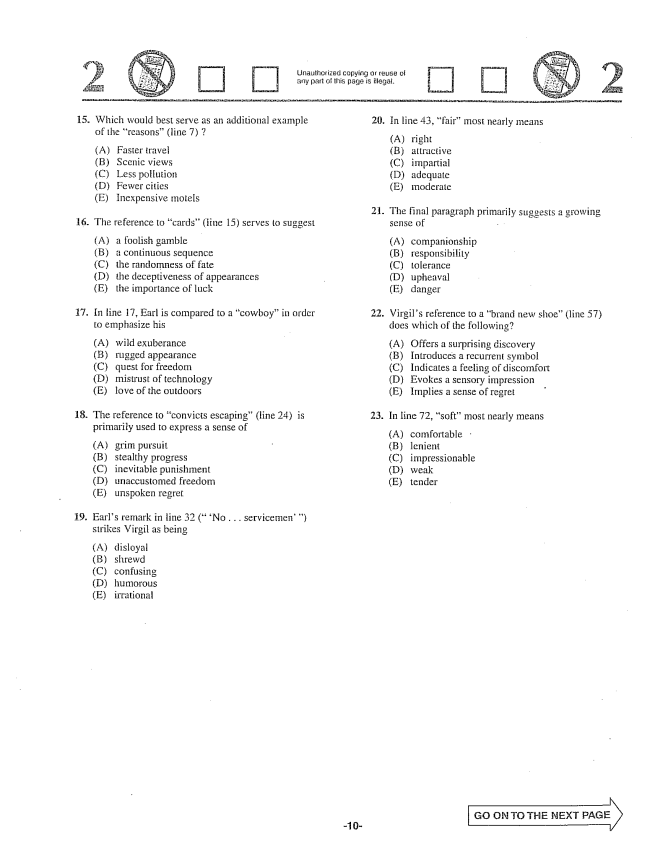 2
Unauthorized copying or reuse of
any part of this page is illegal.
2
15. Which would best serve as an additional example
of the "reasons" (line 7) ?
(A) Faster travel
(B) Scenic views
(C) Less pollution
(D) Fewer cities
(E) Inexpensive motels
16. The reference to "cards" (line 15) serves to suggest
(A) a foolish gamble
(B) a continuous sequence
(C) the randomness of fate
(D) the deceptiveness of appearances
(E) the importance of luck
17. In line 17, Earl is compared to a "cowboy" in order
to emphasize his
(A) wild exuberance
(B) rugged appearance
(C) quest for freedom
(D) mistrust of technology
(E) love of the outdoors
18. The reference to "convicts escaping" (line 24) is
primarily used to express a sense of
(A) grim pursuit
(B) stealthy progress
(C) inevitable punishment
(D) unaccustomed freedom
(E) unspoken regret
19. Earl's remark in line 32 (" 'No . . . servicemen' ")
strikes Virgil as being
(A) disloyal
(B) shrewd
(C) confusing
(D) humorous
(E) irrational
20. In line 43, "fair" most nearly means
(A) right
(B) attractive
(C) impartial
(D) adequate
(E) moderate
21. The final paragraph primarily suggests a growing
sense of
(A) companionship
(B) responsibility
(C) tolerance
(D) upheaval
(E) danger
22. Virgil's reference to a "brand new shoe" (line 57)
does which of the following?
(A) Offers a surprising discovery
(B) Introduces a recurrent symbol
(C) Indicates a feeling of discomfort
(D) Evokes a sensory impression
(E) Implies a sense of regret
23. In line 72, "soft" most nearly means
(A) comfortable
(B) lenient
(C) impressionable
(D) weak
(E) tender
GO ON TO THE NEXT PAGE
-10-